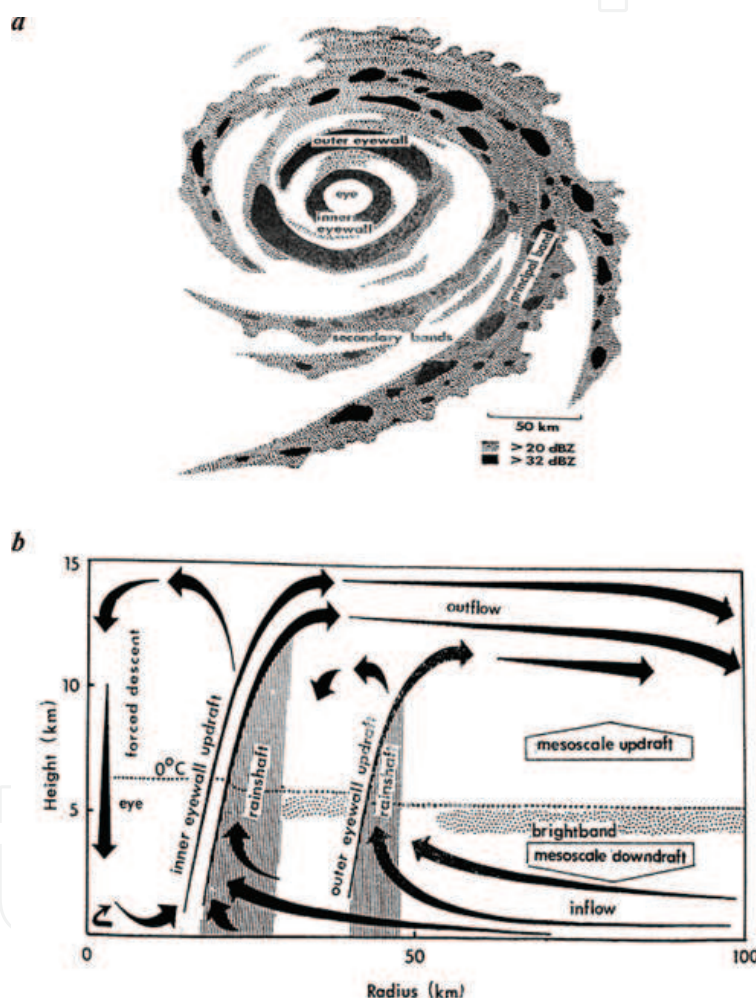 a
outer eyewall
eye
inner
eyewall
principal band
secondary bands
50 km
> 20 dBZ
> 32 dBZ
b
15
10
5
0
Height (km)
forced descent
inner eyewall updraft
rainshaft
outflow
0°C
eye
outer eyewall updraft
rainshaft
mesoscale updraft
brightband
mesoscale downdraft
inflow
0
50
100
Radius (km)